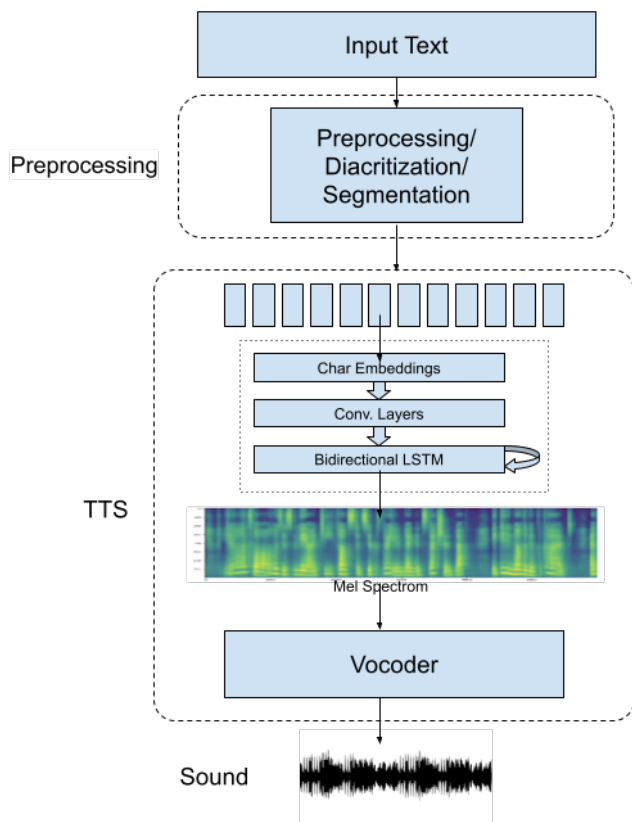 Input Text
Preprocessing
Preprocessing/
Diacritization/
Segmentation
Char Embeddings
Conv. Layers
Bidirectional LSTM
TTS
Mel Spectrom
Vocoder
Sound